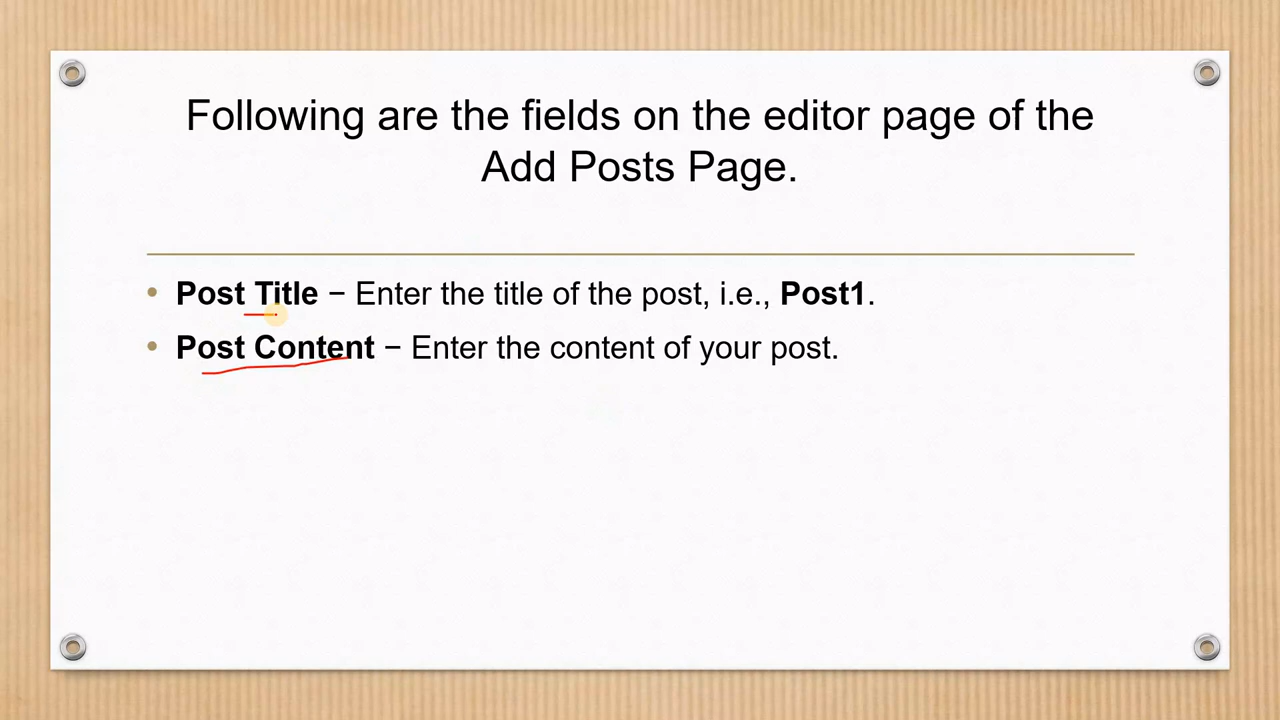 Following are the fields on the editor page of the
Add Posts Page.
• Post Title − Enter the title of the post, i.e., Post1.
• Post Content − Enter the content of your post.